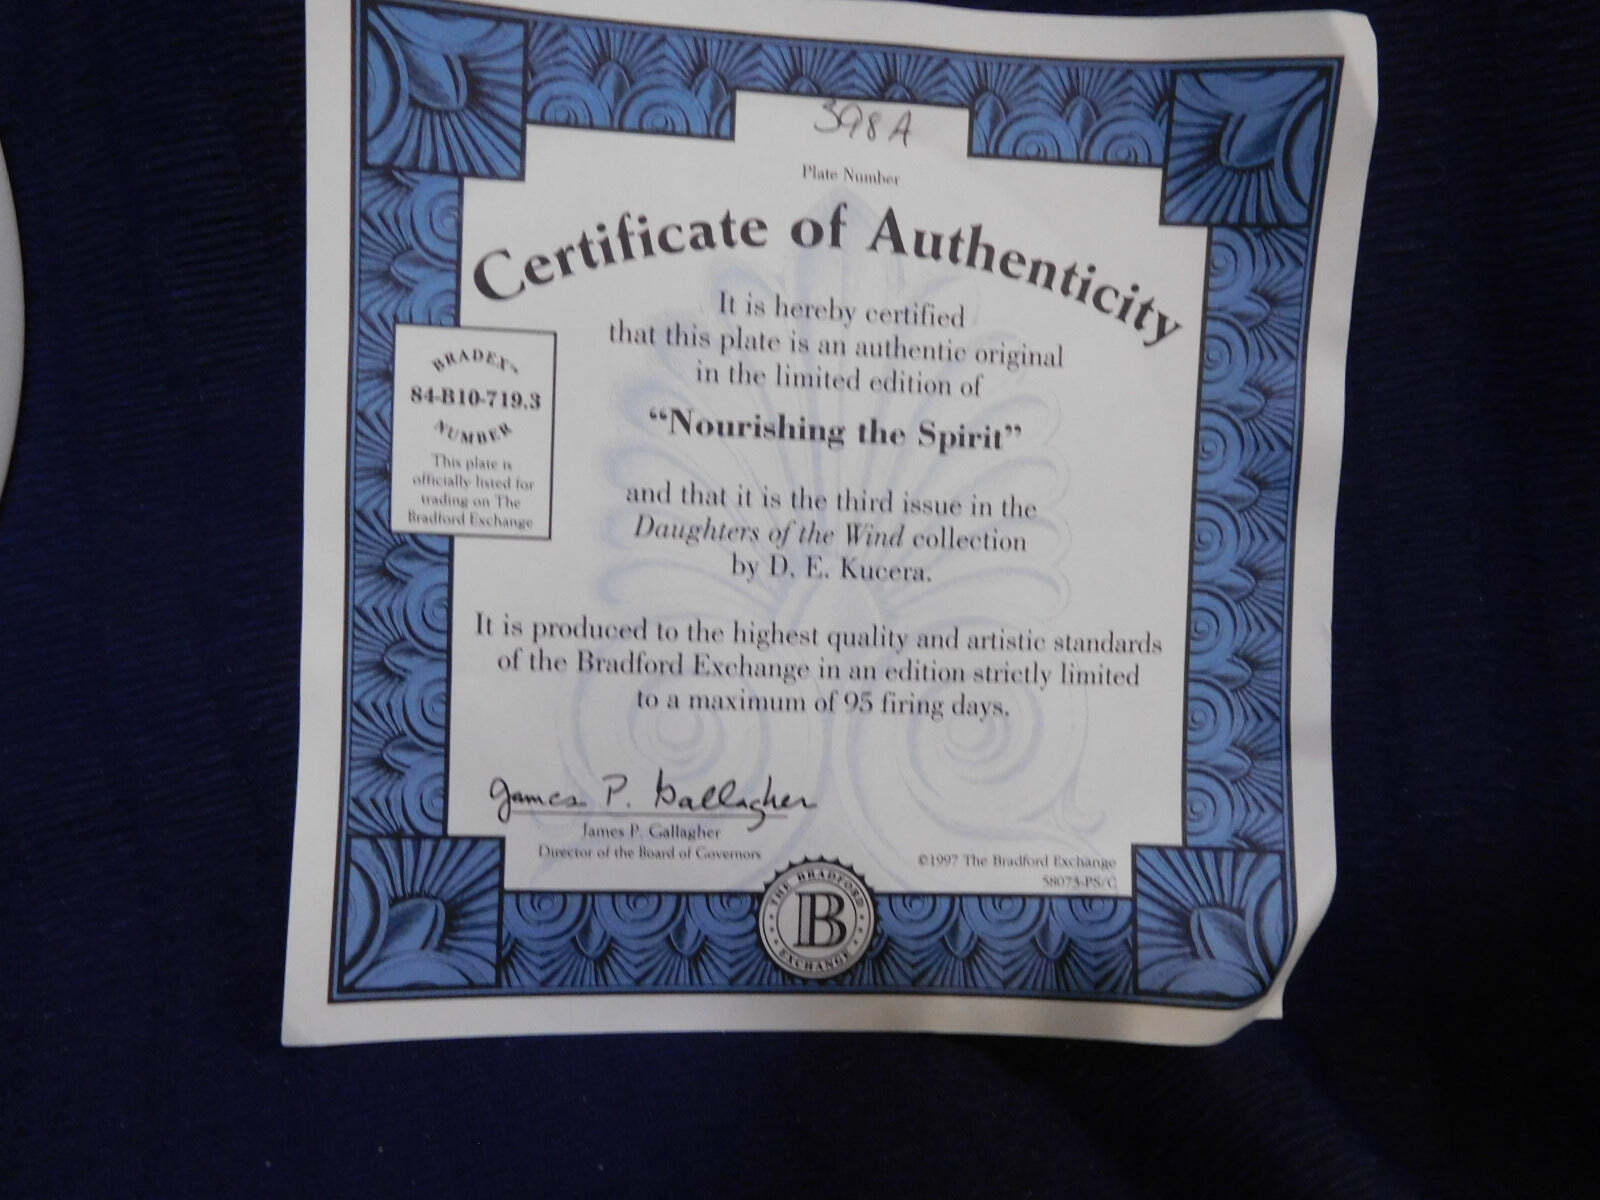 398A
Plate Number
Certificate of Authenticity
It is hereby certified
that this plate is an authentic original
in the limited edition of
“Nourishing the Spirit”
and that it is the third issue in the
Daughters of the Wind collection
by D. E. Kucera.
BRADEX™
84-B10-719.3
NUMBER
This plate is
officially listed for
trading on The
Bradford Exchange
It is produced to the highest quality and artistic standards
of the Bradford Exchange in an edition strictly limited
to a maximum of 95 firing days.
James P. Gallagher
James P. Gallagher
Director of the Board of Governors
©1997 The Bradford Exchange
58073-PS/C
THE BRADFORD
B
EXCHANGE